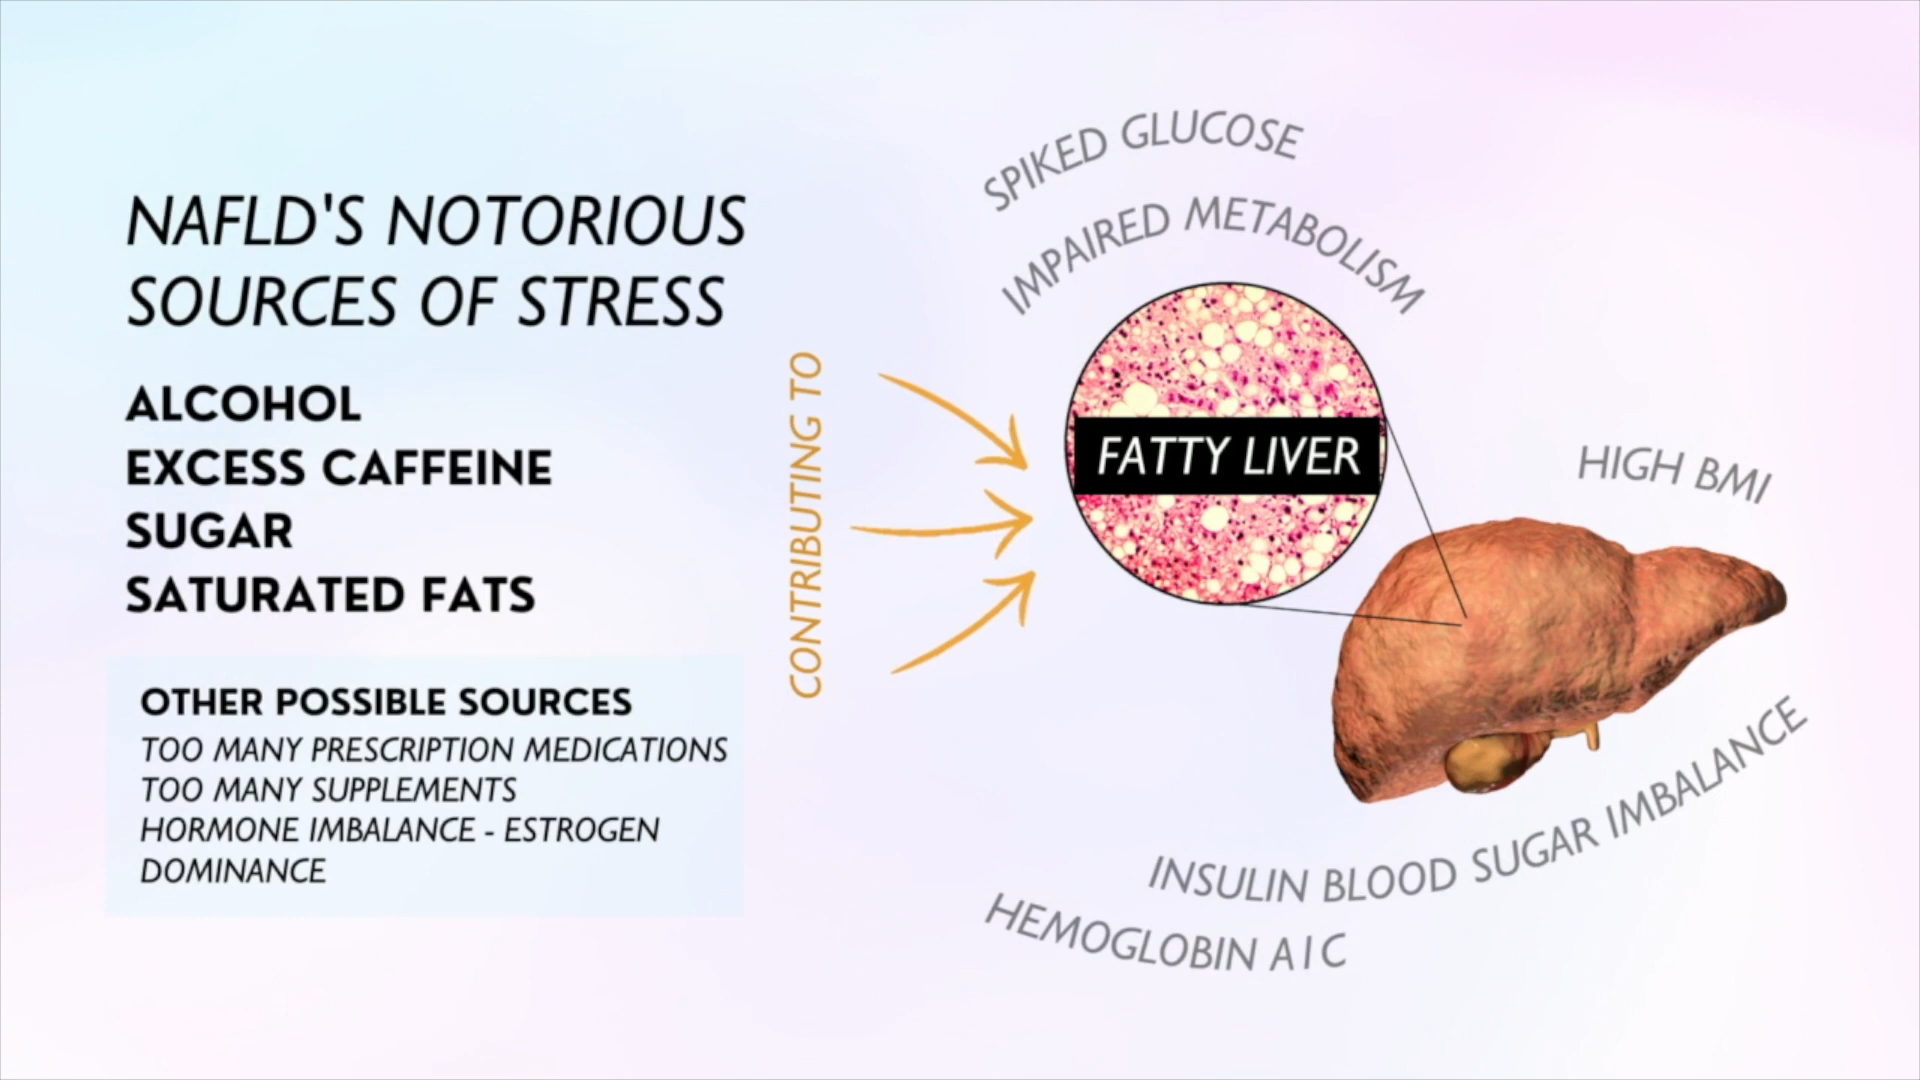 NAFLD'S NOTORIOUS
SOURCES OF STRESS
ALCOHOL
EXCESS CAFFEINE
SUGAR
SATURATED FATS
OTHER POSSIBLE SOURCES
TOO MANY PRESCRIPTION MEDICATIONS
TOO MANY SUPPLEMENTS
HORMONE IMBALANCE - ESTROGEN
DOMINANCE
CONTRIBUTING TO
SPIKED GLUCOSE
IMPAIRED METABOLISM
FATTY LIVER
HIGH BMI
INSULIN BLOOD SUGAR IMBALANCE
HEMOGLOBIN A1C